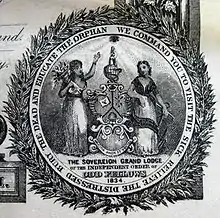 WE COMMAND YOU TO VISIT THE SICK RELIEVE THE DISTRESSED BURY THE DEAD AND EDUCATE THE ORPHAN
THE SOVEREIGN GRAND LODGE
OF THE INDEPENDENT ORDER OF
ODD FELLOWS
1834